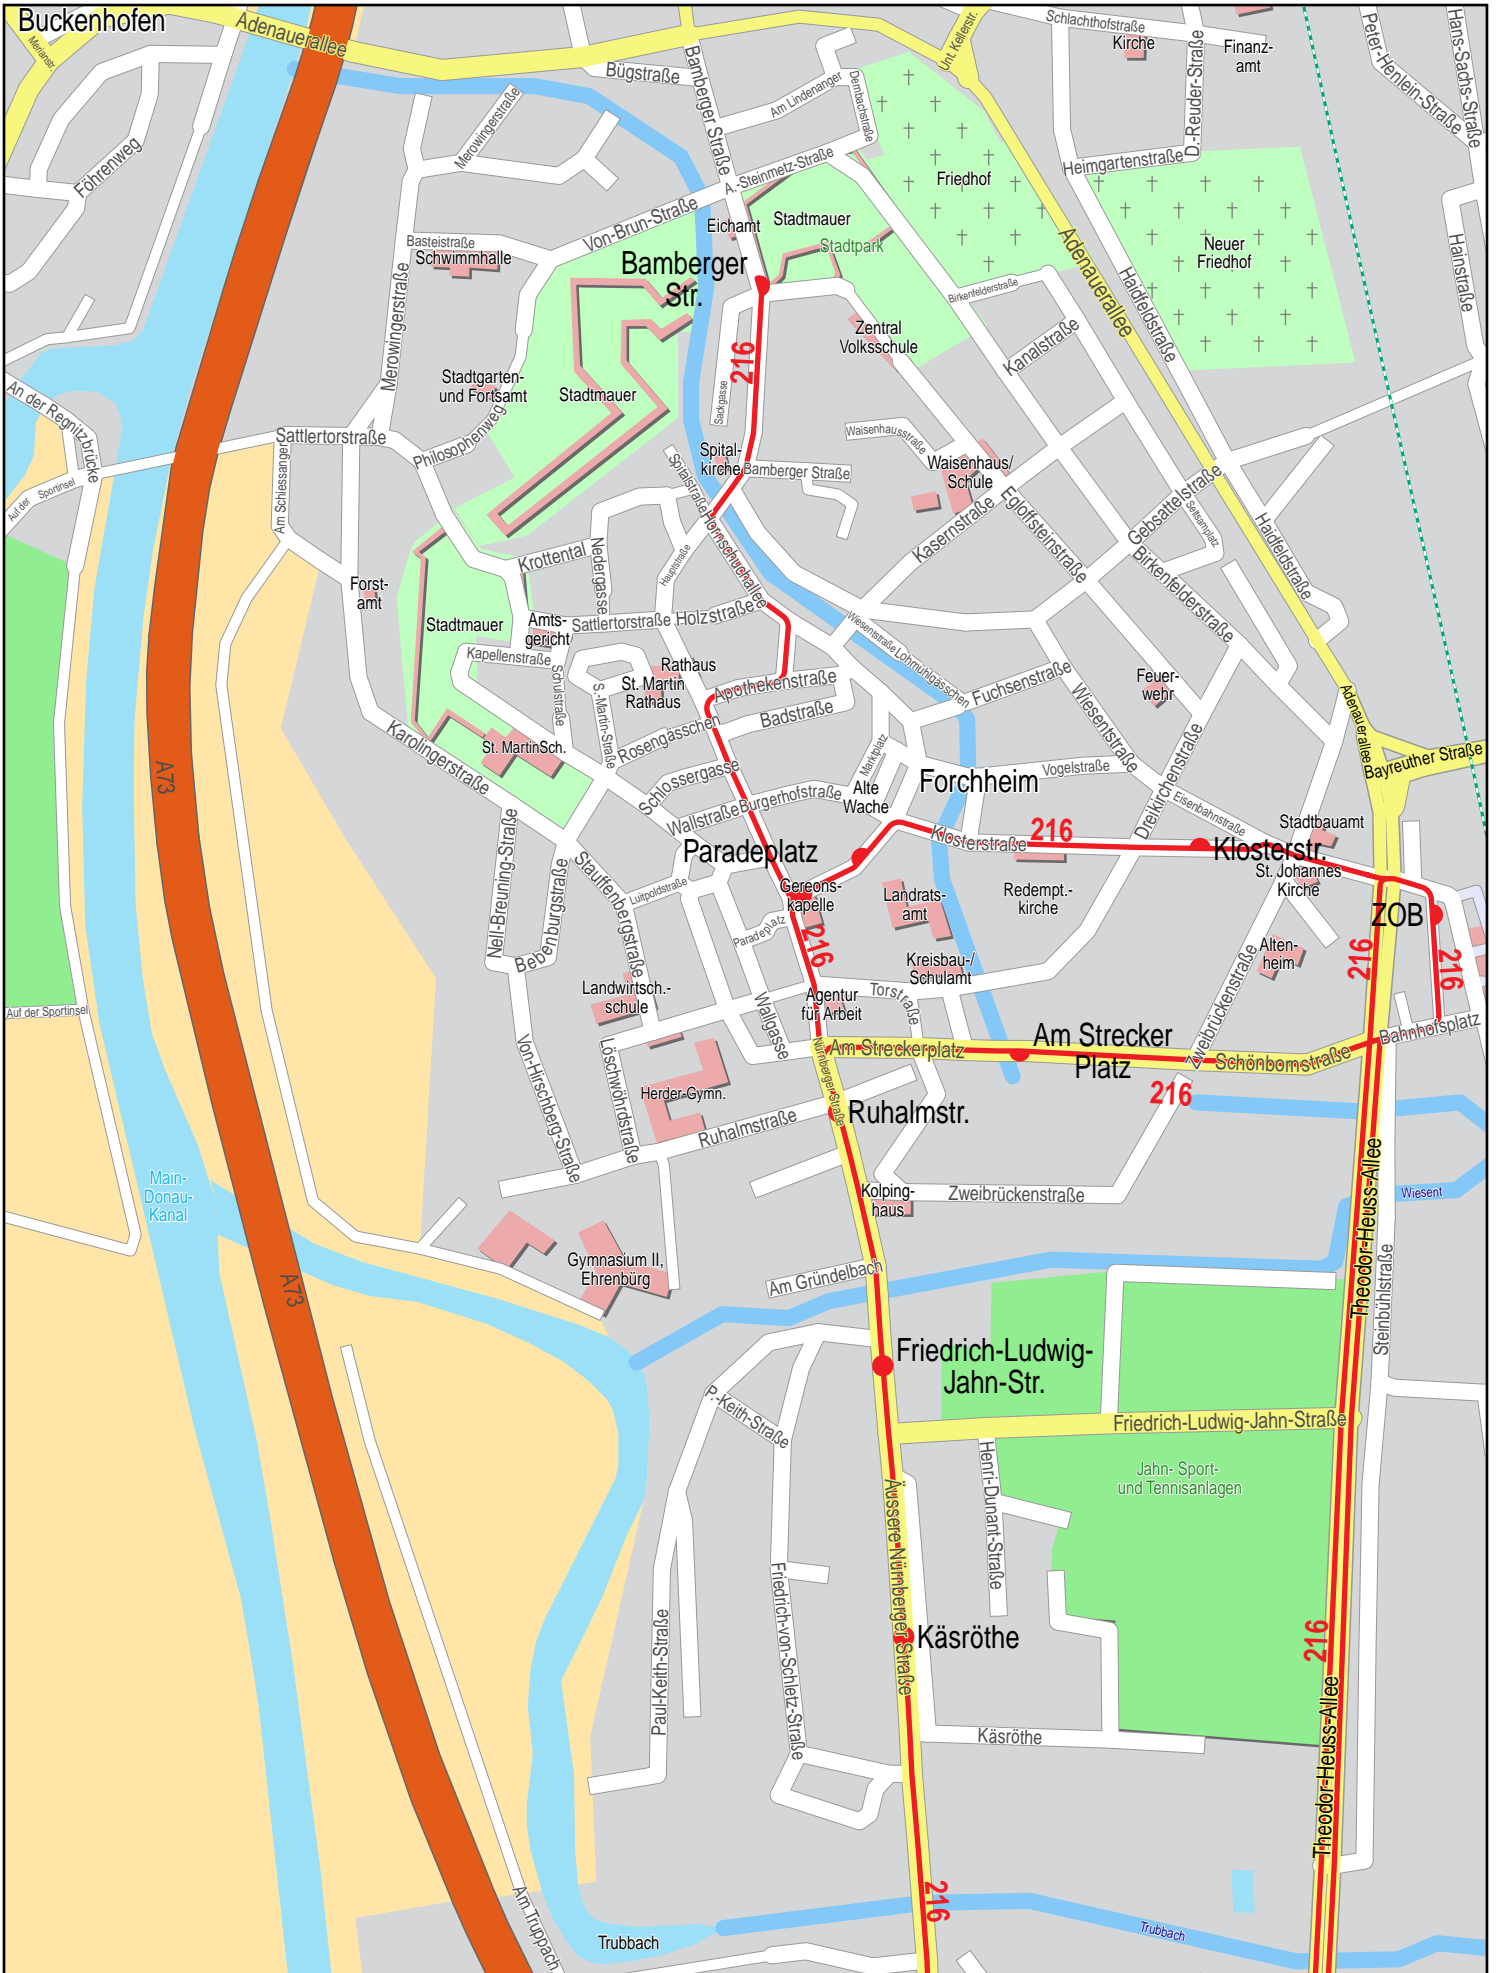 Buckenhofen
Adenauerallee
Merianstr.
Föhrenweg
Bügstraße
Bamberger Straße
Am Lindenanger
Dernbachstraße
Unt. Kellerstr.
Schlachthofstraße
Kirche
Finanz-
amt
D.-Reuder-Straße
Peter-Henlein-Straße
Hans-Sachs-Straße
Merowingerstraße
Heimgartenstraße
A.-Steinmetz-Straße
Friedhof
Von-Brun-Straße
Eichamt
Stadtmauer
Stadtpark
Basteistraße
Schwimmhalle
Bamberger
Str.
Adenauerallee
Haidfeldstraße
Neuer
Friedhof
Hainstraße
Merowingerstraße
Birkenfelderstraße
Kanalstraße
Zentral
Volksschule
216
Stadtgarten-
und Fortsamt
Stadtmauer
Sackgasse
An der Regnitzbrücke
Sattlertorstraße
Philosophenweg
Waisenhausstraße
Spital-
kirche
Bamberger Straße
Spitalstraße
Waisenhaus/
Schule
Auf der Sportinsel
Am Schiessanger
Egloffsteinstraße
Kasernstraße
Gebsattelstraße
Seltsamplatz
Haidfeldstraße
Hornschuchallee
Krottental
Nedergasse
Hauptstraße
Birkenfelderstraße
Forst-
amt
Stadtmauer
Amts-
gericht
Sattlertorstraße
Holzstraße
Wiesentstraße
Lohmühlgässchen
Kapellenstraße
Schulstraße
S.-Martin-Straße
Rathaus
St. Martin
Rathaus
Apothekenstraße
Badstraße
Fuchsenstraße
Wiesentstraße
Feuer-
wehr
Adenauerallee
Bayreuther Straße
Karolingerstraße
St. MartinSch.
Rosengässchen
Schlossergasse
Marktplatz
Alte
Wache
Forchheim
Vogelstraße
Dreikirchenstraße
Eisenbahnstraße
A73
Wallstraße
Burgerhofstraße
Klosterstraße
216
Klosterstr.
Stadtbauamt
St. Johannes
Kirche
Nell-Breuning-Straße
Bebenburgstraße
Stauffenbergstraße
Luitpoldstraße
Paradeplatz
Gereons-
kapelle
Landrats-
amt
Redempt.-
kirche
ZOB
Paradeplatz
216
Kreisbau-/
Schulamt
Alten-
heim
216
216
Landwirtsch.-
schule
Wallgasse
Agentur
für Arbeit
Torstraße
Zweibrückenstraße
Auf der Sportinsel
Am Streckerplatz
Am Strecker
Platz
Schönbornstraße
Bahnhofsplatz
Nürnberger Straße
216
Von-Hirschberg-Straße
Löschwöhrdstraße
Herder-Gymn.
Ruhalmstraße
Ruhalmstr.
Theodor-Heuss-Allee
Main-
Donau-
Kanal
Kolping-
haus
Zweibrückenstraße
Wiesent
A73
Gymnasium II,
Ehrenbürg
Am Gründelbach
Steinbühlstraße
Friedrich-Ludwig-
Jahn-Str.
P.-Keith-Straße
Friedrich-Ludwig-Jahn-Straße
Henri-Dunant-Straße
Jahn- Sport-
und Tennisanlagen
Äussere Nürnberger Straße
Paul-Keith-Straße
Friedrich-von-Schletz-Straße
Käsröthe
216
Käsröthe
Theodor-Heuss-Allee
Am Truppach
216
Trubbach
Trubbach